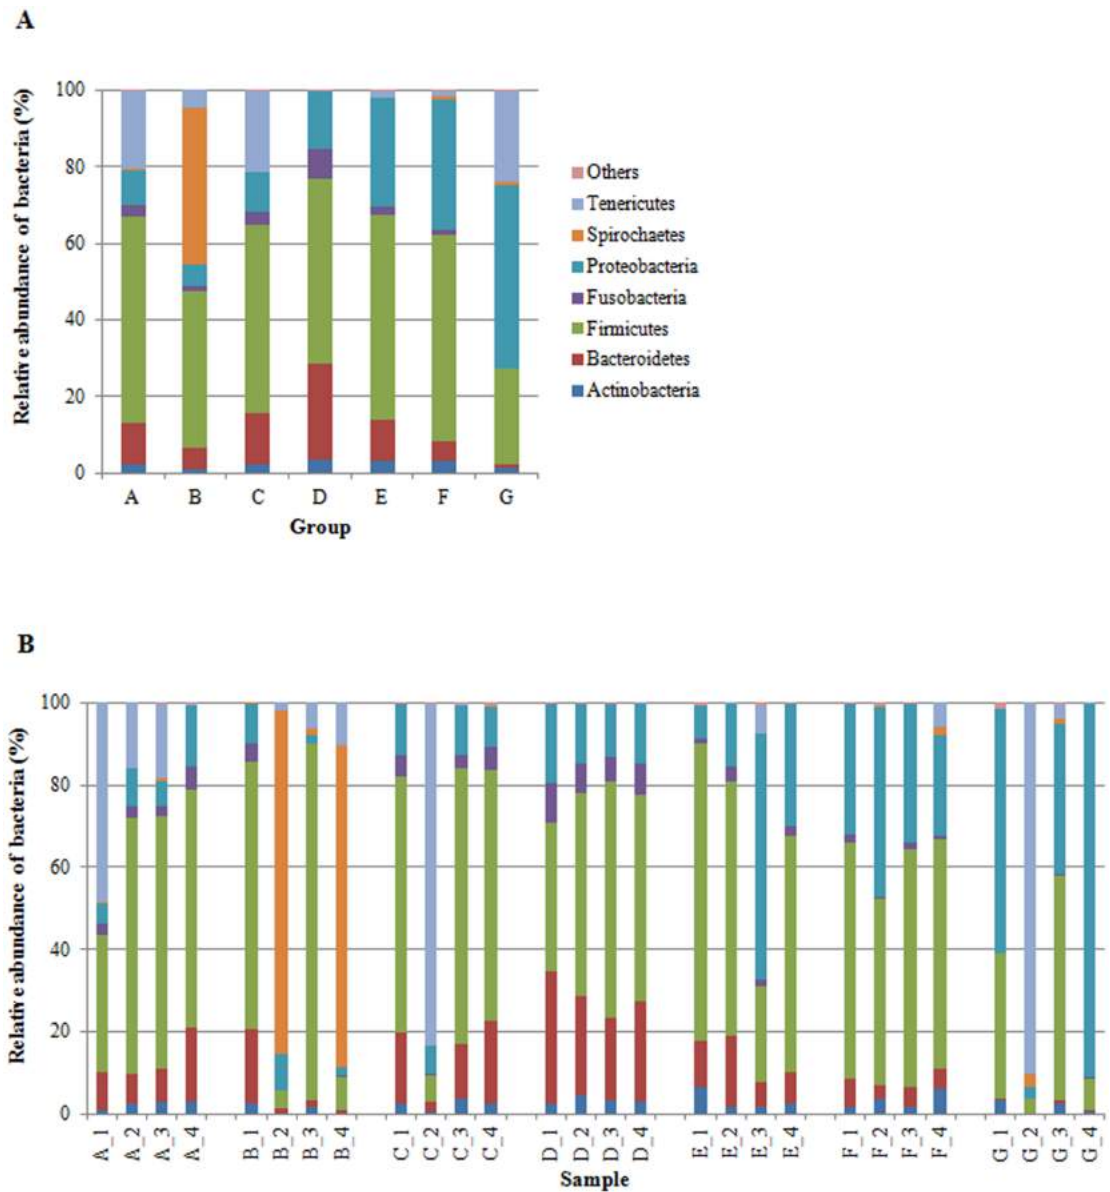 A
Relative abundance of bacteria (%)
100
80
60
40
20
0
A B C D E F G
Group
Others
Tenericutes
Spirochaetes
Proteobacteria
Fusobacteria
Firmicutes
Bacteroidetes
Actinobacteria
B
Relative abundance of bacteria (%)
100
80
60
40
20
0
A_1 A_2 A_3 A_4 B_1 B_2 B_3 B_4 C_1 C_2 C_3 C_4 D_1 D_2 D_3 D_4 E_1 E_2 E_3 E_4 F_1 F_2 F_3 F_4 G_1 G_2 G_3 G_4
Sample